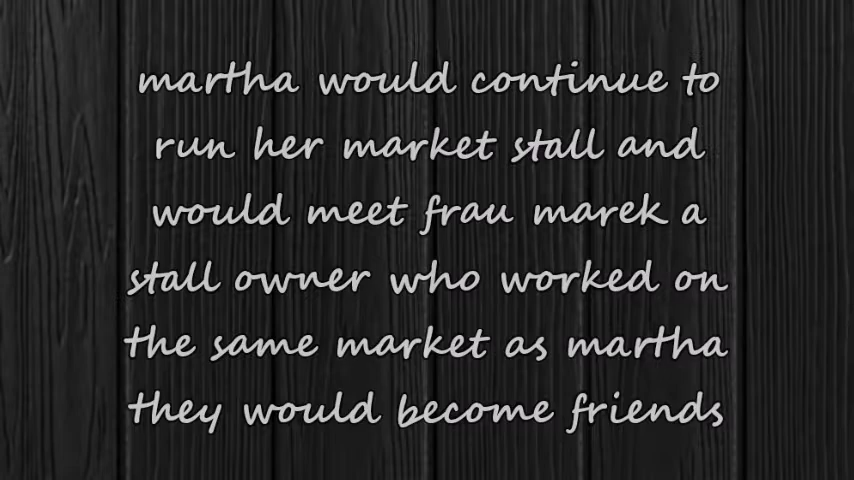 martha would continue to
run her market stall and
would meet frau marek a
stall owner who worked on
the same market as martha
they would become friends